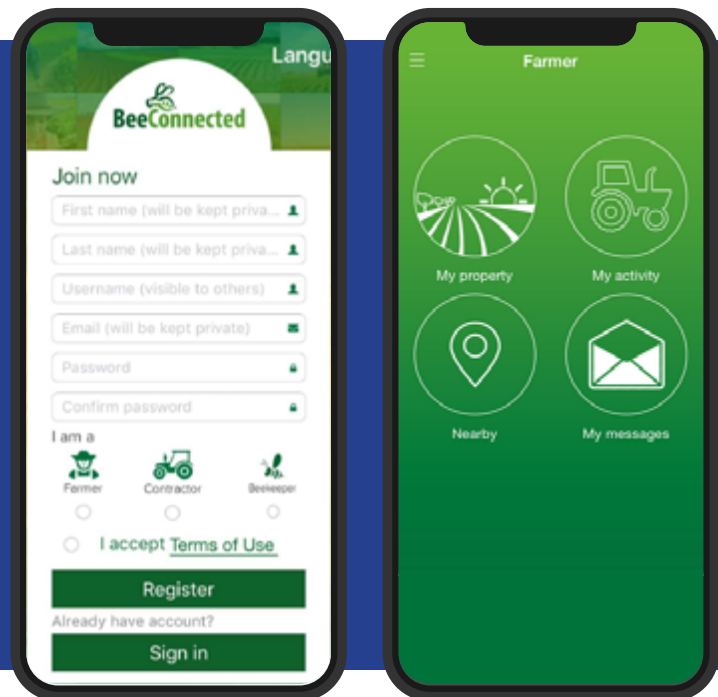 Langu
BeeConnected
Join now
First name (will be kept priva...
Last name (will be kept priva...
Username (visible to others)
Email (will be kept private)
Password
Confirm password
I am a
Farmer Contractor Beekeeper
I accept Terms of Use
Register
Already have account?
Sign in
Farmer
My property My activity
Nearby My messages